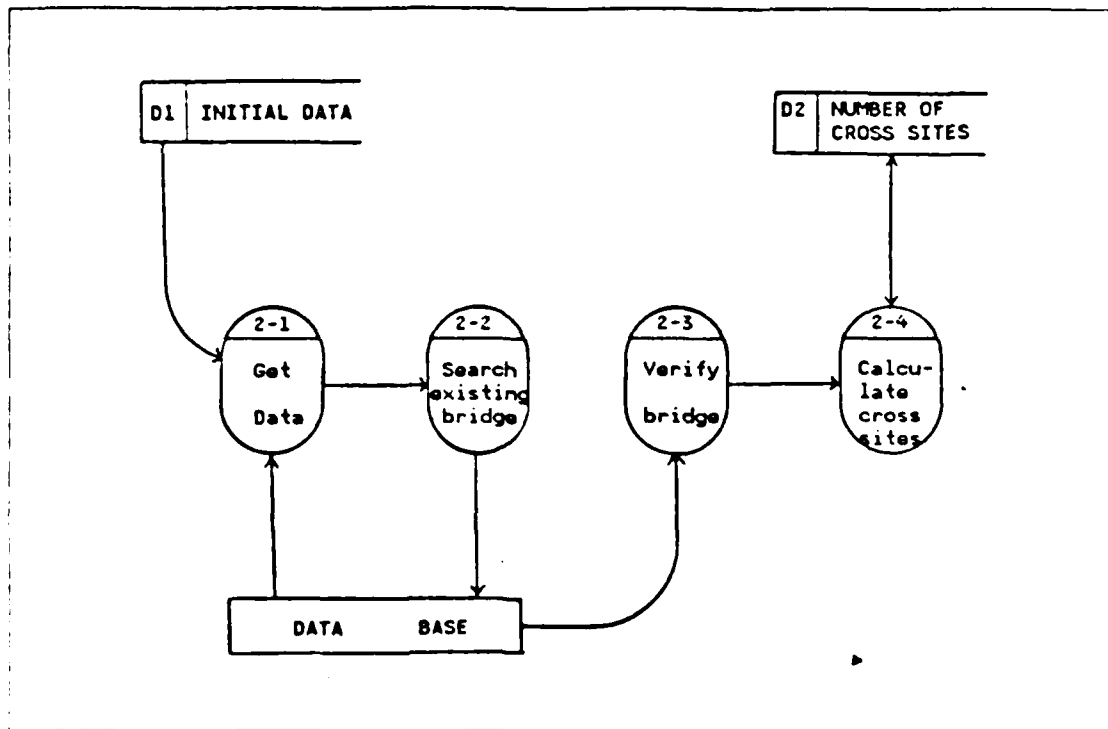 D1 INITIAL DATA
D2 NUMBER OF
CROSS SITES
2-1
Get
Data
2-2
Search
existing
bridge
2-3
Verify
bridge
2-4
Calcu-
late
cross
sites
DATA BASE